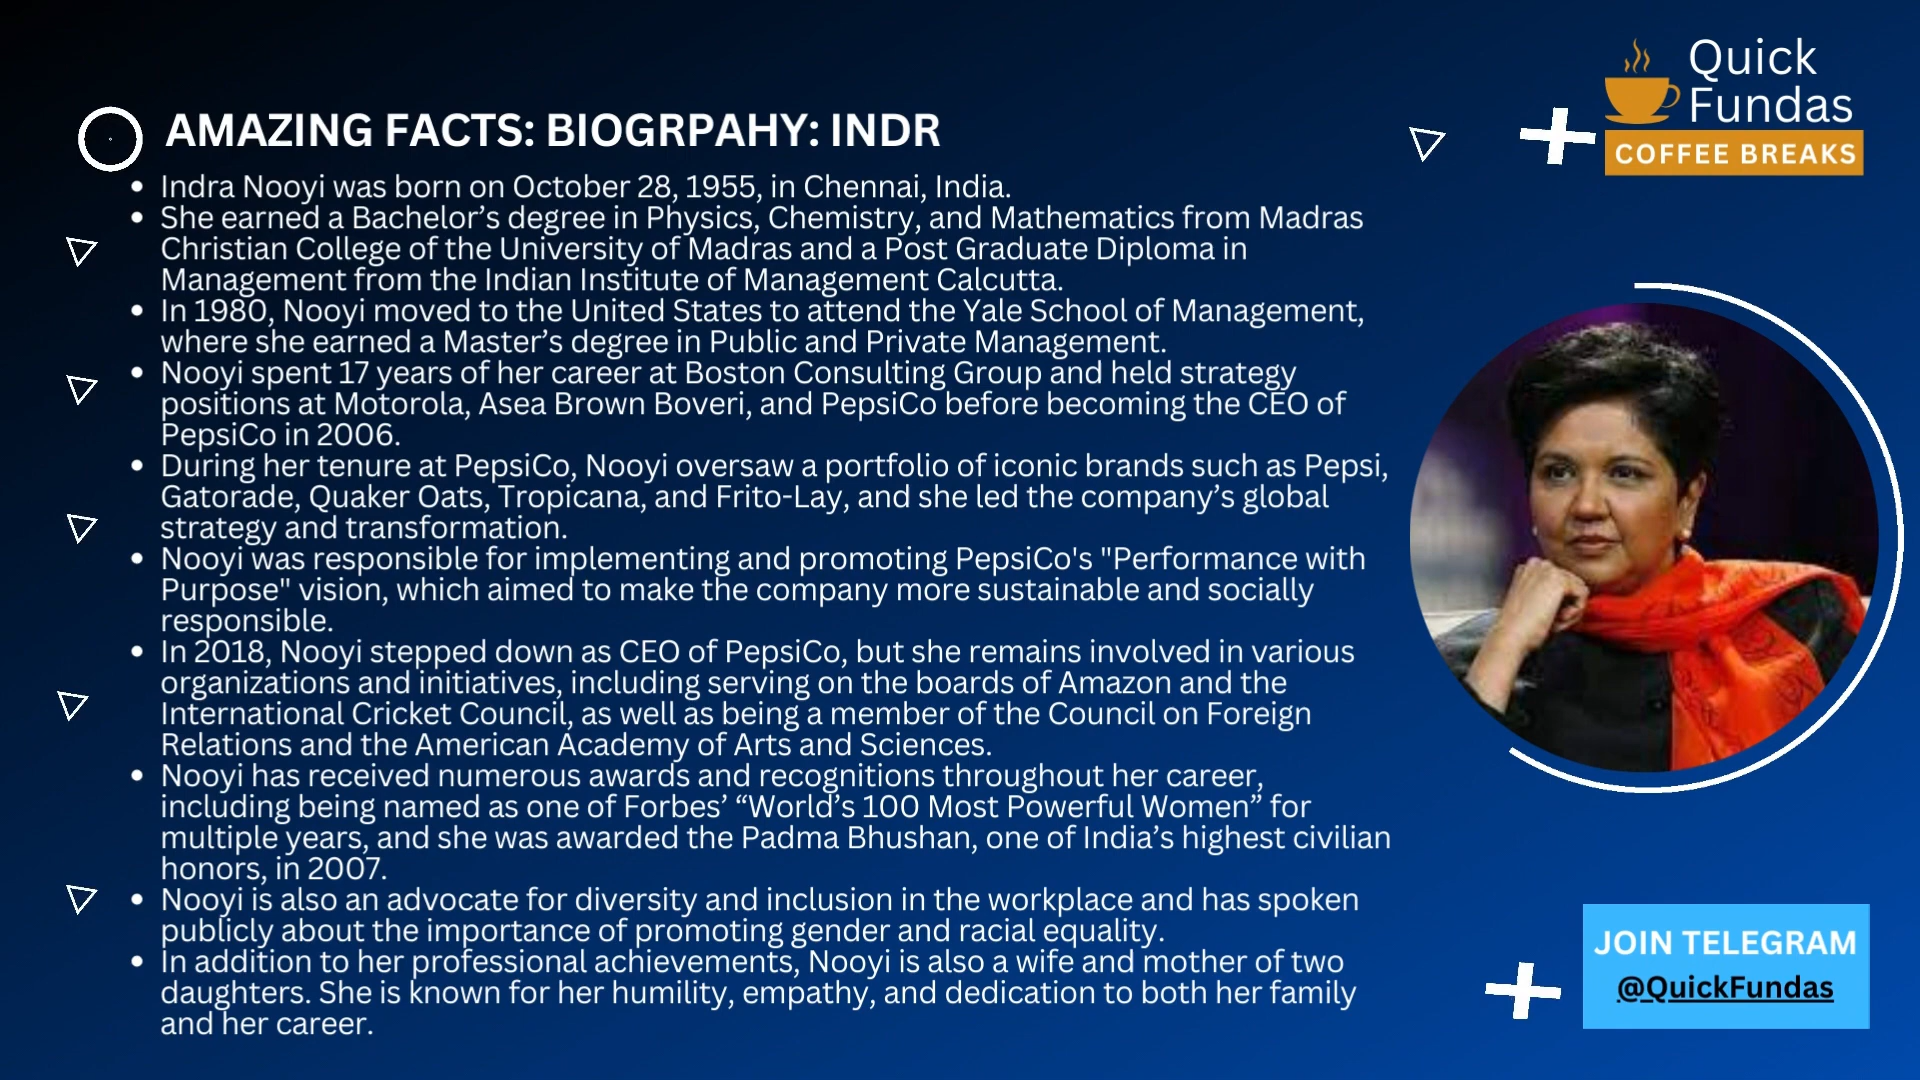 Quick
Fundas
COFFEE BREAKS
AMAZING FACTS: BIOGRPAHY: INDR
• Indra Nooyi was born on October 28, 1955, in Chennai, India.
• She earned a Bachelor’s degree in Physics, Chemistry, and Mathematics from Madras
Christian College of the University of Madras and a Post Graduate Diploma in
Management from the Indian Institute of Management Calcutta.
• In 1980, Nooyi moved to the United States to attend the Yale School of Management,
where she earned a Master’s degree in Public and Private Management.
• Nooyi spent 17 years of her career at Boston Consulting Group and held strategy
positions at Motorola, Asea Brown Boveri, and PepsiCo before becoming the CEO of
PepsiCo in 2006.
• During her tenure at PepsiCo, Nooyi oversaw a portfolio of iconic brands such as Pepsi,
Gatorade, Quaker Oats, Tropicana, and Frito-Lay, and she led the company’s global
strategy and transformation.
• Nooyi was responsible for implementing and promoting PepsiCo's "Performance with
Purpose" vision, which aimed to make the company more sustainable and socially
responsible.
• In 2018, Nooyi stepped down as CEO of PepsiCo, but she remains involved in various
organizations and initiatives, including serving on the boards of Amazon and the
International Cricket Council, as well as being a member of the Council on Foreign
Relations and the American Academy of Arts and Sciences.
• Nooyi has received numerous awards and recognitions throughout her career,
including being named as one of Forbes’ “World’s 100 Most Powerful Women” for
multiple years, and she was awarded the Padma Bhushan, one of India’s highest civilian
honors, in 2007.
• Nooyi is also an advocate for diversity and inclusion in the workplace and has spoken
publicly about the importance of promoting gender and racial equality.
• In addition to her professional achievements, Nooyi is also a wife and mother of two
daughters. She is known for her humility, empathy, and dedication to both her family
and her career.
JOIN TELEGRAM
@QuickFundas